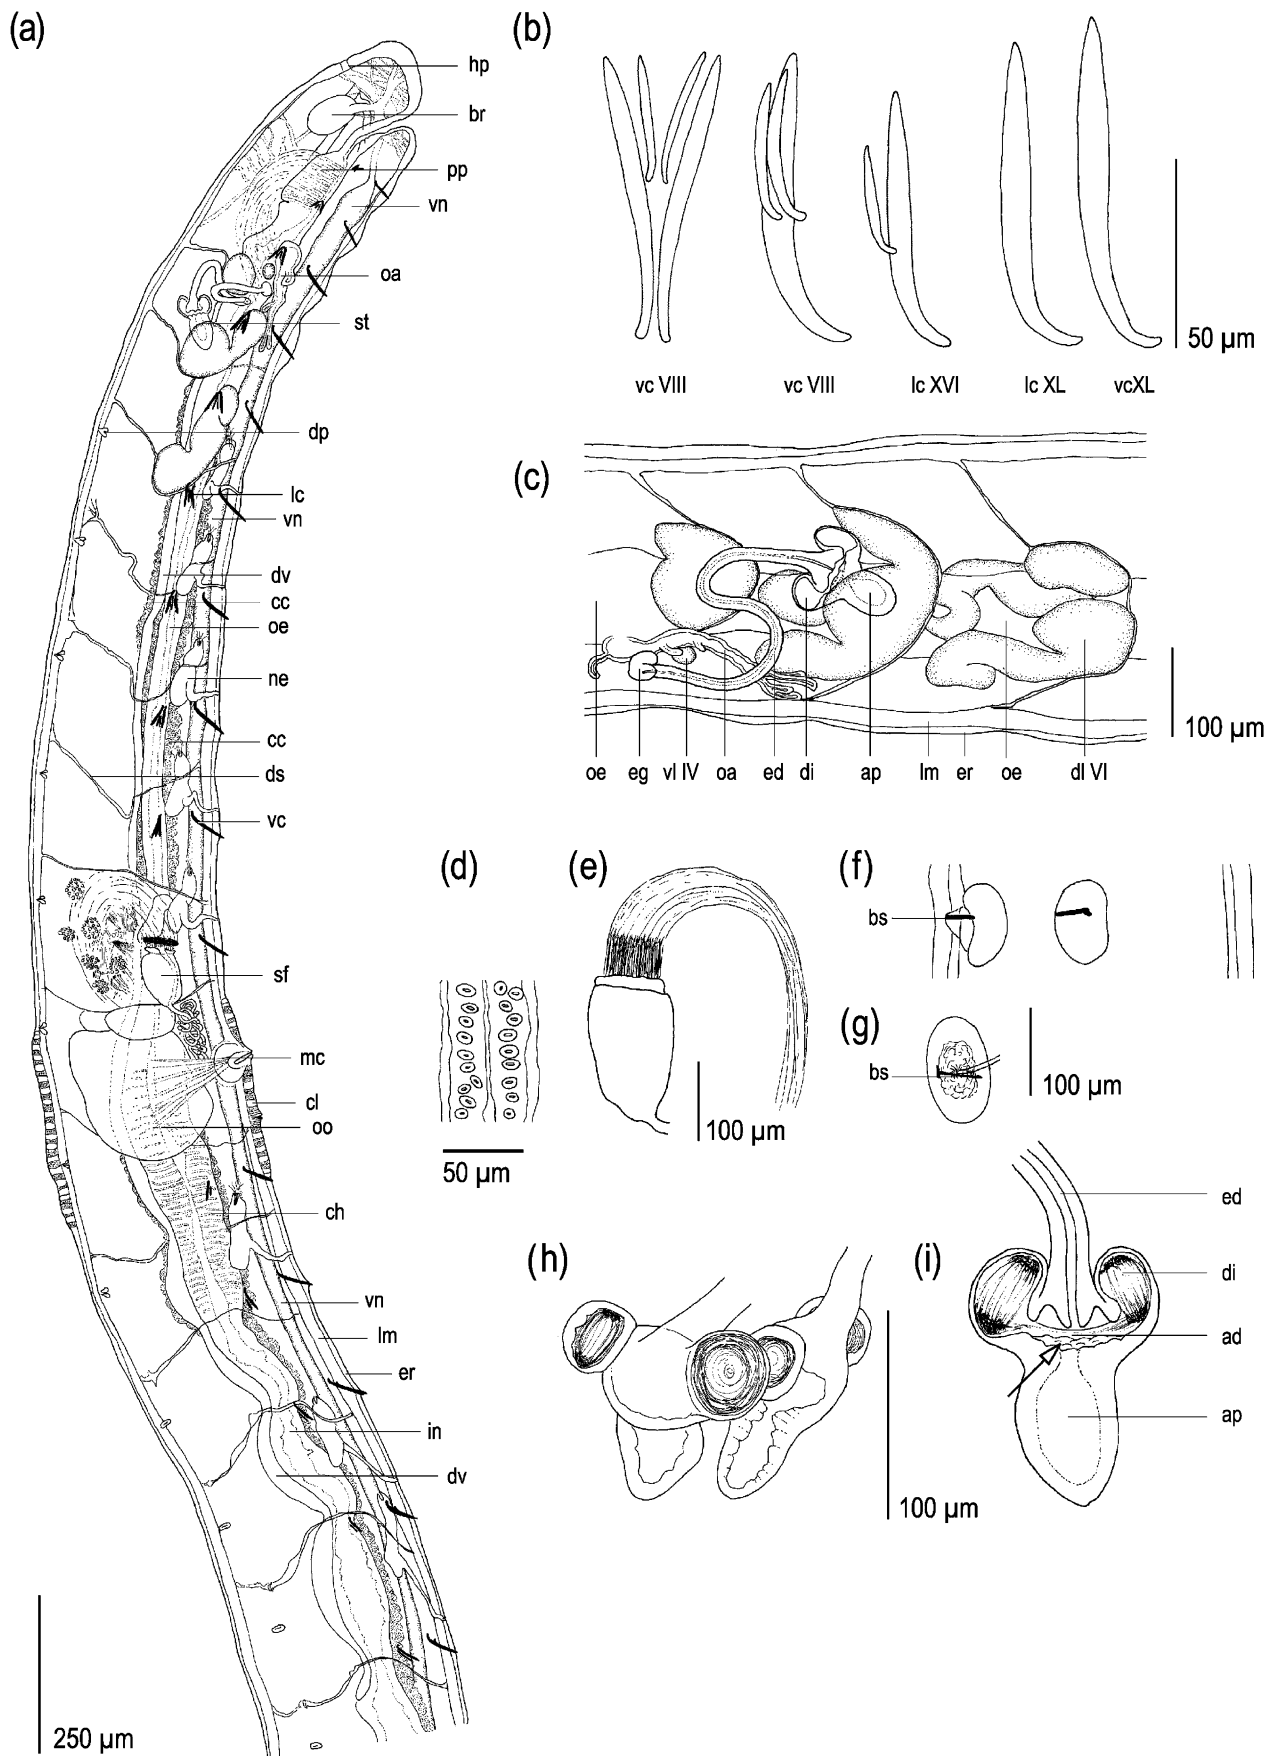 (a)
hp
br
pp
vn
oa
st
dp
lc
vn
dv
cc
oe
ne
cc
ds
vc
sf
mc
cl
oo
ch
vn
lm
er
in
dv
250 µm
(b)
50 µm
vc VIII vc VIII lc XVI lc XL vcXL
(c)
100 µm
oe eg vl IV oa ed di ap lm er oe dl VI
(d)
50 µm
(e)
100 µm
(f)
bs
(g)
bs
100 µm
(h)
100 µm
(i)
ed
di
ad
ap